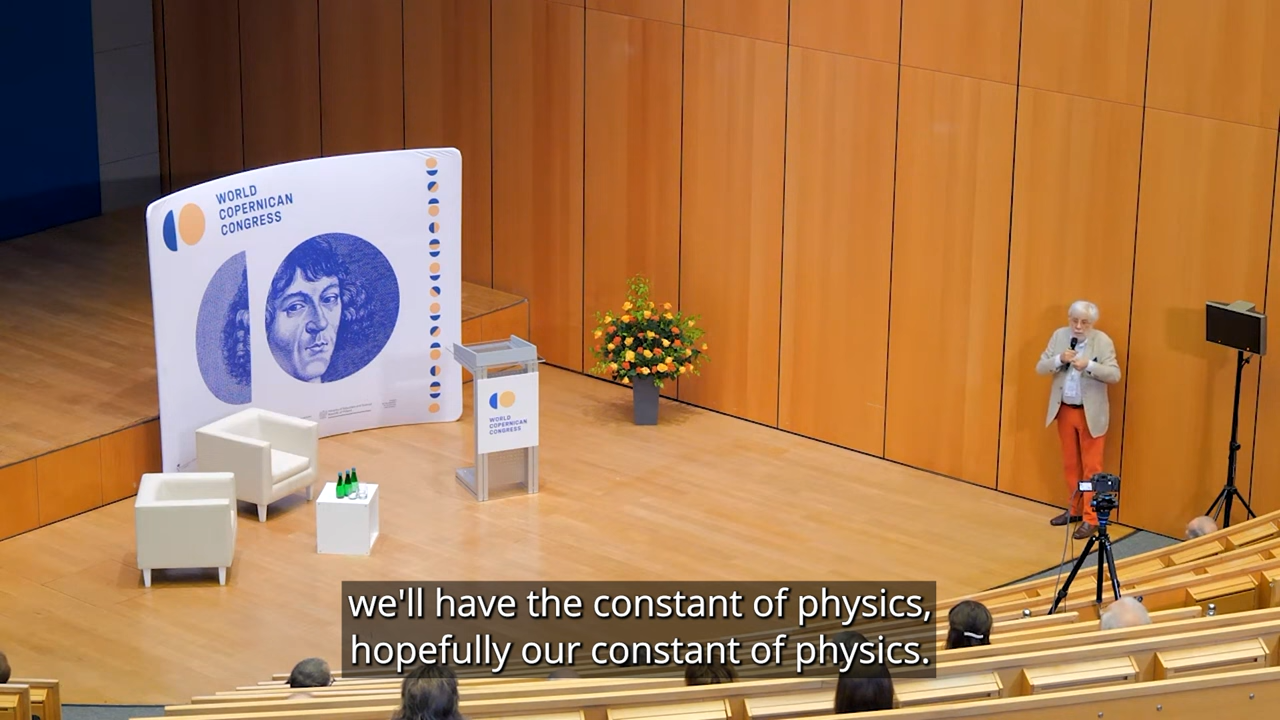 WORLD
COPERNICAN
CONGRESS
WORLD
COPERNICAN
CONGRESS
we'll have the constant of physics,
hopefully our constant of physics.